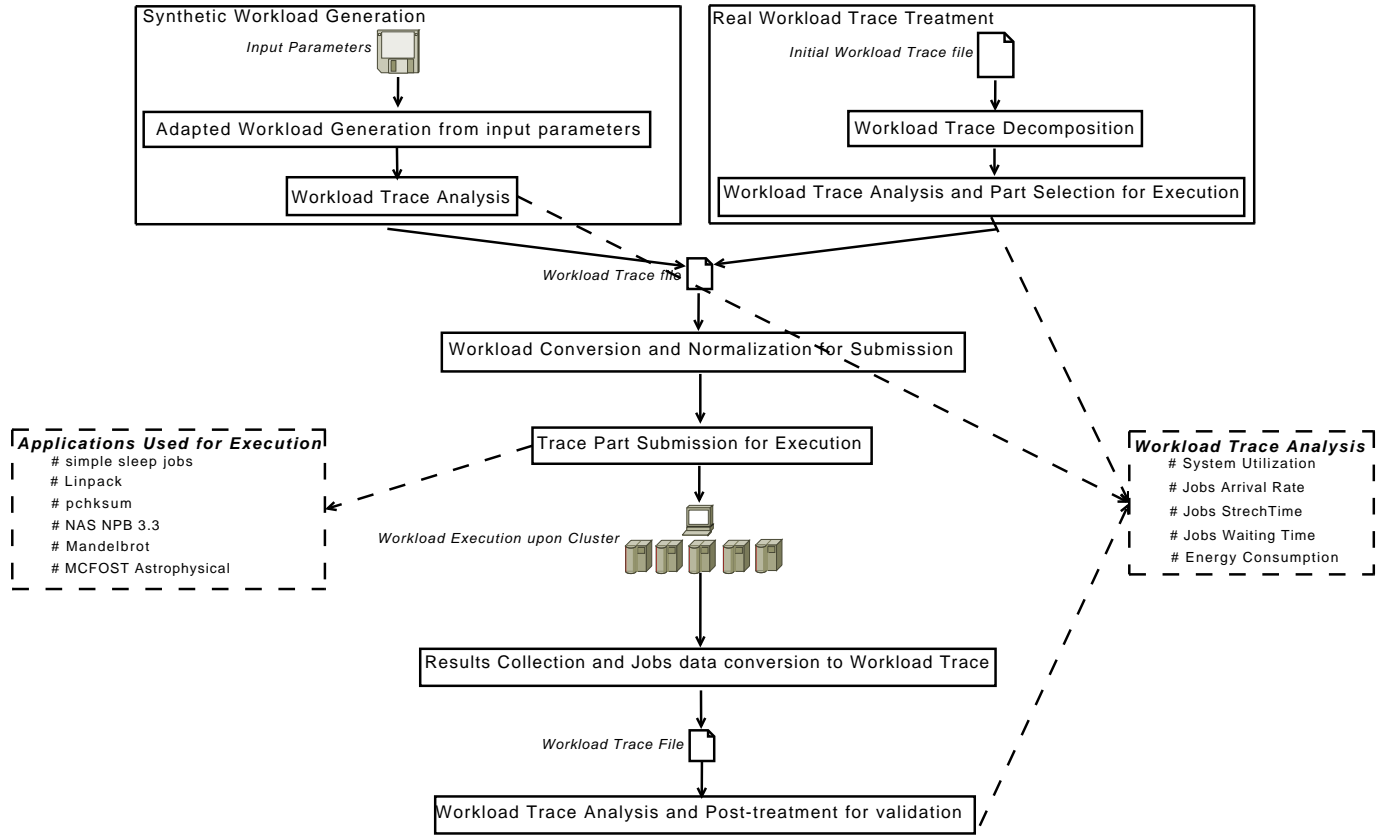 Synthetic Workload Generation
Input Parameters
Adapted Workload Generation from input parameters
Workload Trace Analysis
Real Workload Trace Treatment
Initial Workload Trace file
Workload Trace Decomposition
Workload Trace Analysis and Part Selection for Execution
Workload Trace file
Workload Conversion and Normalization for Submission
Trace Part Submission for Execution
Applications Used for Execution
# simple sleep jobs
# Linpack
# pchksum
# NAS NPB 3.3
# Mandelbrot
# MCFOST Astrophysical
Workload Trace Analysis
# System Utilization
# Jobs Arrival Rate
# Jobs StrechTime
# Jobs Waiting Time
# Energy Consumption
Workload Execution upon Cluster
Results Collection and Jobs data conversion to Workload Trace
Workload Trace File
Workload Trace Analysis and Post-treatment for validation